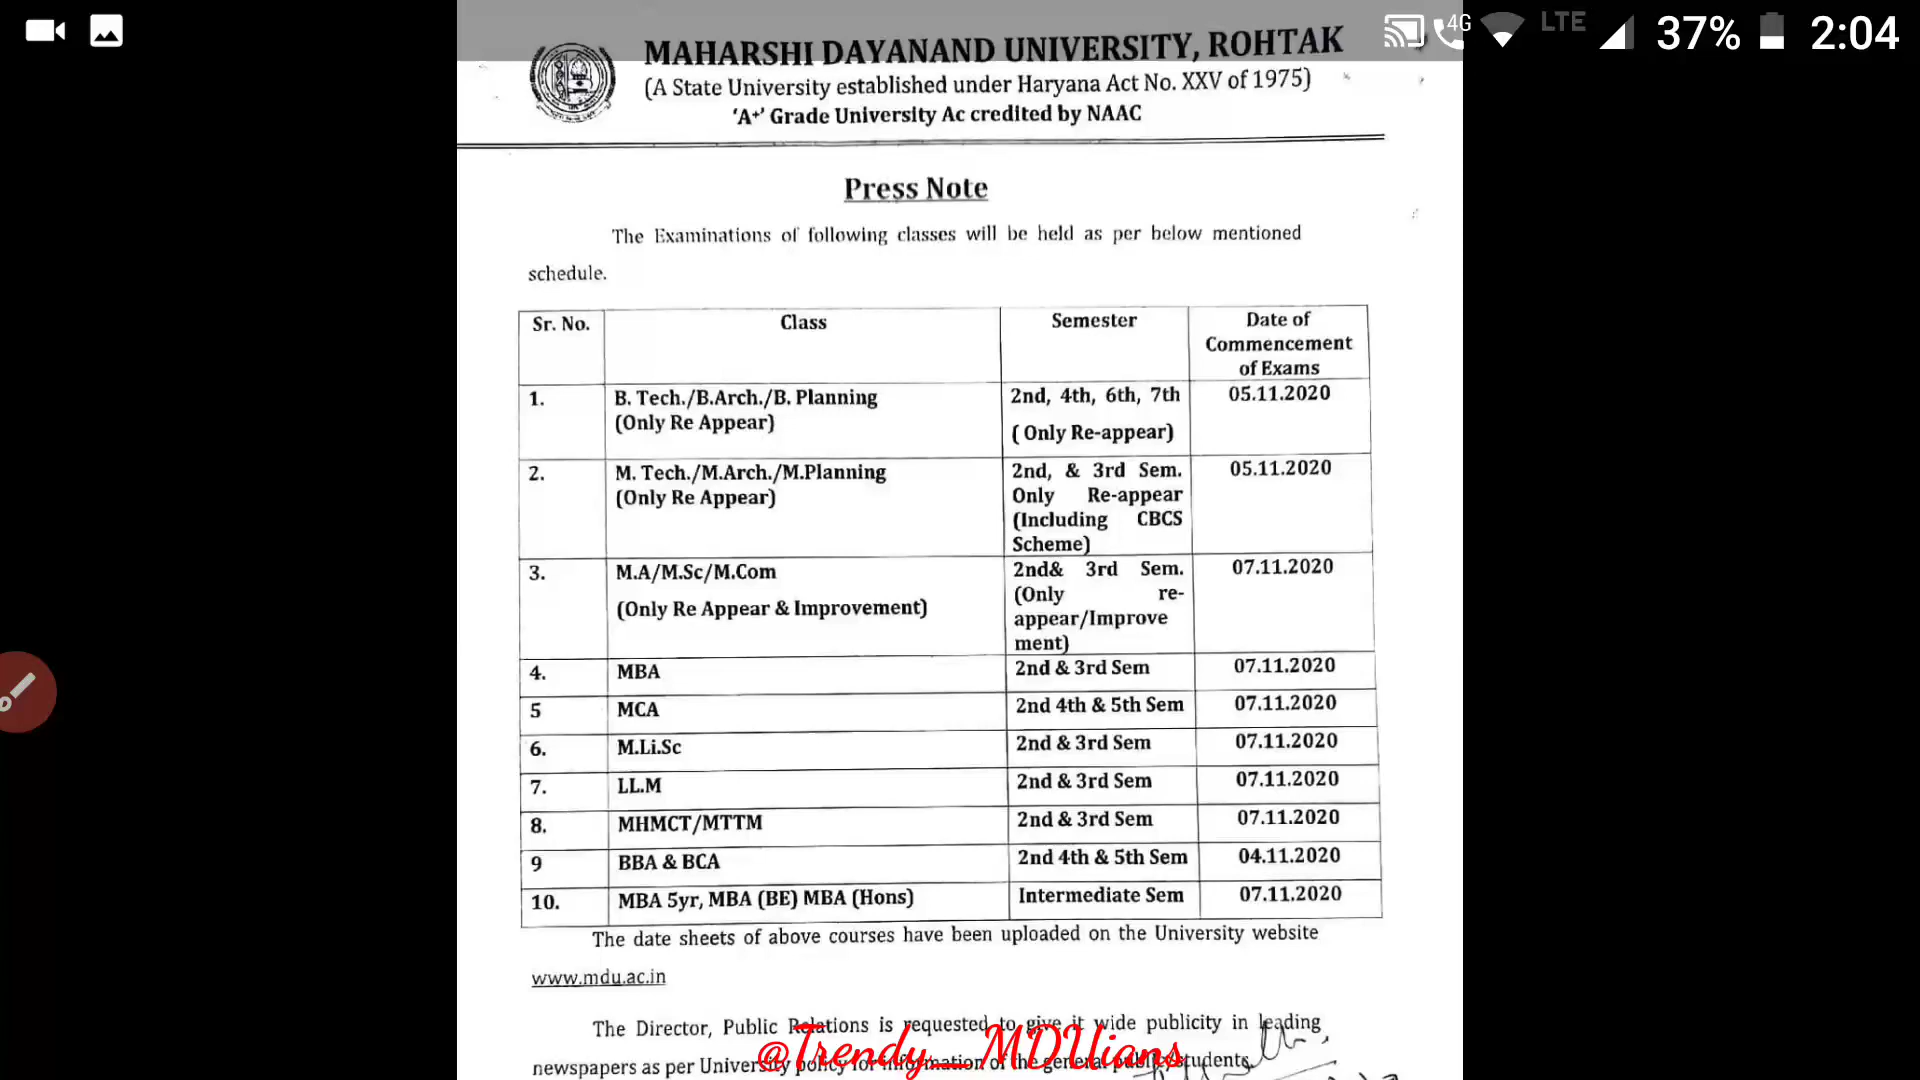 4G LTE 37% 2:04
MAHARSHI DAYANAND UNIVERSITY, ROHTAK
(A State University established under Haryana Act No. XXV of 1975)
‘A+’ Grade University Ac credited by NAAC
Press Note
The Examinations of following classes will be held as per below mentioned
schedule.
Sr. No. Class Semester Date of
Commencement
of Exams
1. B. Tech./B.Arch./B. Planning 2nd, 4th, 6th, 7th 05.11.2020
(Only Re Appear) ( Only Re-appear)
2. M. Tech./M.Arch./M.Planning 2nd, & 3rd Sem. 05.11.2020
(Only Re Appear) Only Re-appear
(Including CBCS
Scheme)
3. M.A/M.Sc/M.Com 2nd& 3rd Sem. 07.11.2020
(Only re-
(Only Re Appear & Improvement) appear/Improve
ment)
4. MBA 2nd & 3rd Sem 07.11.2020
5 MCA 2nd 4th & 5th Sem 07.11.2020
6. M.Li.Sc 2nd & 3rd Sem 07.11.2020
7. LL.M 2nd & 3rd Sem 07.11.2020
8. MHMCT/MTTM 2nd & 3rd Sem 07.11.2020
9 BBA & BCA 2nd 4th & 5th Sem 04.11.2020
10. MBA 5yr, MBA (BE) MBA (Hons) Intermediate Sem 07.11.2020
The date sheets of above courses have been uploaded on the University website
www.mdu.ac.in
The Director, Public Relations is requested to give it wide publicity in leading
newspapers as per University policy for information of the general public/students.
@Trendy__MDUians